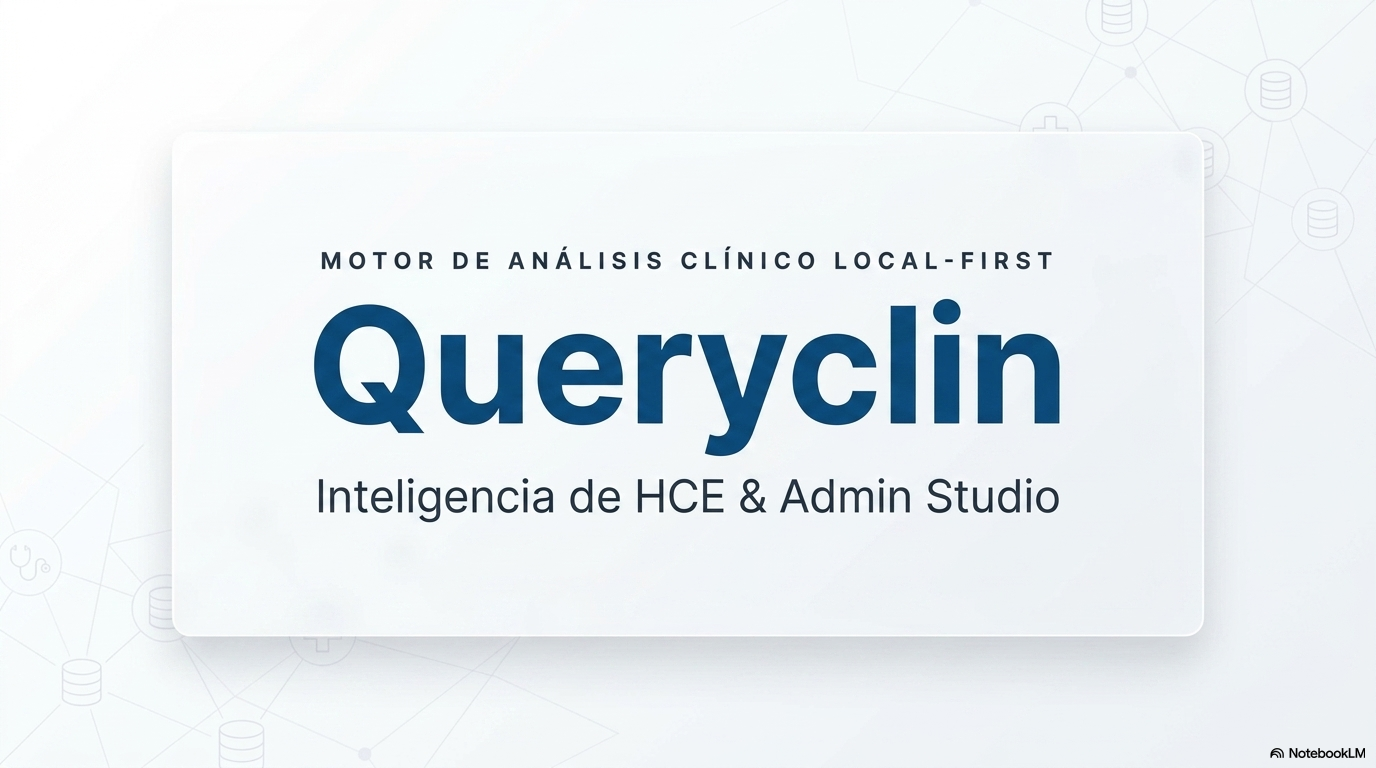 MOTOR DE ANÁLISIS CLÍNICO LOCAL-FIRST
Queryclin
Inteligencia de HCE & Admin Studio
NotebookLM